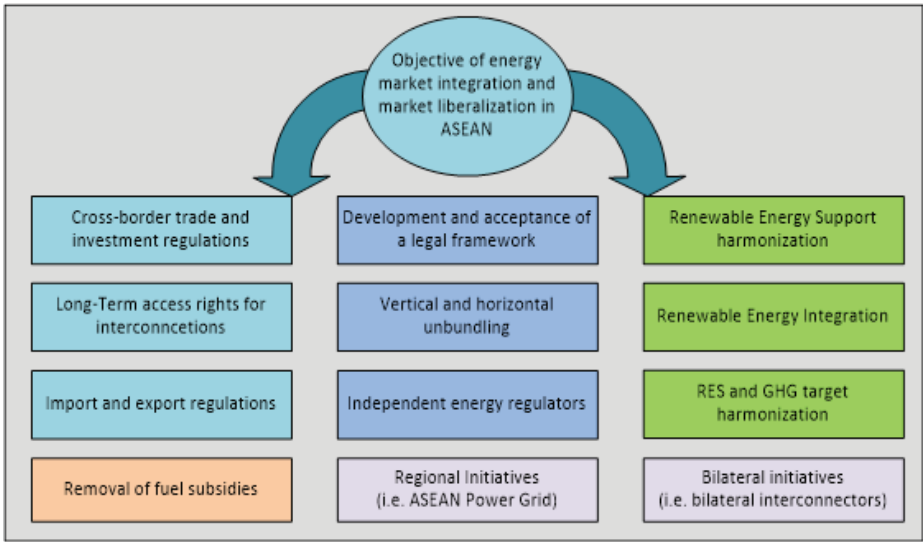 Objective of energy
market integration and
market liberalization in
ASEAN
Cross-border trade and
investment regulations
Development and acceptance of
a legal framework
Renewable Energy Support
harmonization
Long-Term access rights for
interconncetions
Vertical and horizontal
unbundling
Renewable Energy Integration
Import and export regulations
Independent energy regulators
RES and GHG target
harmonization
Removal of fuel subsidies
Regional Initiatives
(i.e. ASEAN Power Grid)
Bilateral initiatives
(i.e. bilateral interconnectors)